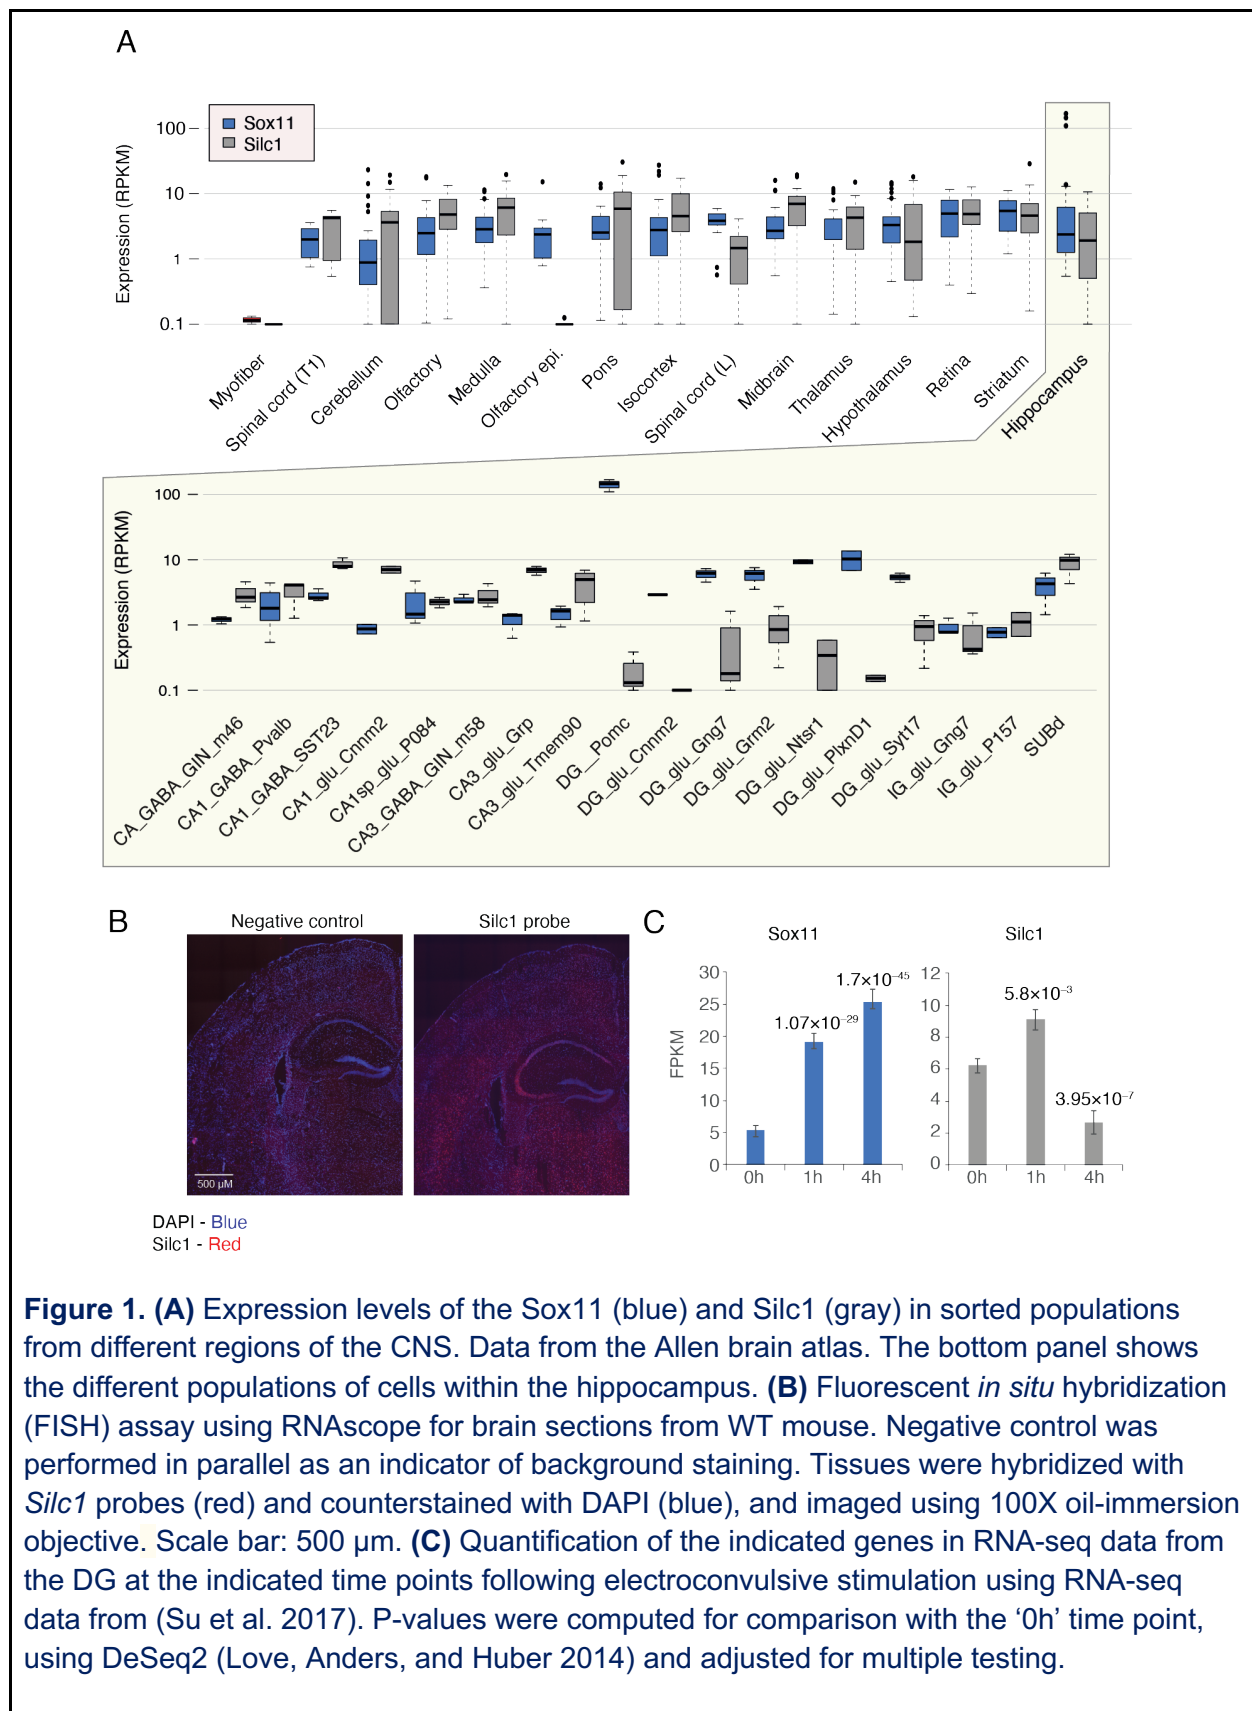 A
Sox11
Silc1
Expression (RPKM)
100
10
1
0.1
Myofiber
Spinal cord (T1)
Cerebellum
Olfactory
Medulla
Olfactory epi.
Pons
Isocortex
Spinal cord (L)
Midbrain
Thalamus
Hypothalamus
Retina
Striatum
Hippocampus
Expression (RPKM)
100
10
1
0.1
CA_GABA_GIN_m46
CA1_GABA_Pvalb
CA1_GABA_SST23
CA1_glu_Cnnm2
CA1sp_glu_P084
CA3_GABA_GIN_m58
CA3_glu_Grp
CA3_glu_Tmem90
DG__Pomc
DG_glu_Cnnm2
DG_glu_Gng7
DG_glu_Grm2
DG_glu_Ntsr1
DG_glu_PlxnD1
DG_glu_Syt17
IG_glu_Gng7
IG_glu_P157
SUBd
B
Negative control
Silc1 probe
500 µM
DAPI - Blue
Silc1 - Red
C
Sox11
FPKM
30
25
20
15
10
5
0
1.07×10⁻²⁹
1.7×10⁻⁴⁵
0h 1h 4h
Silc1
12
10
8
6
4
2
0
5.8×10⁻³
3.95×10⁻⁷
0h 1h 4h
Figure 1. (A) Expression levels of the Sox11 (blue) and Silc1 (gray) in sorted populations
from different regions of the CNS. Data from the Allen brain atlas. The bottom panel shows
the different populations of cells within the hippocampus. (B) Fluorescent in situ hybridization
(FISH) assay using RNAscope for brain sections from WT mouse. Negative control was
performed in parallel as an indicator of background staining. Tissues were hybridized with
Silc1 probes (red) and counterstained with DAPI (blue), and imaged using 100X oil-immersion
objective. Scale bar: 500 µm. (C) Quantification of the indicated genes in RNA-seq data from
the DG at the indicated time points following electroconvulsive stimulation using RNA-seq
data from (Su et al. 2017). P-values were computed for comparison with the ‘0h’ time point,
using DeSeq2 (Love, Anders, and Huber 2014) and adjusted for multiple testing.